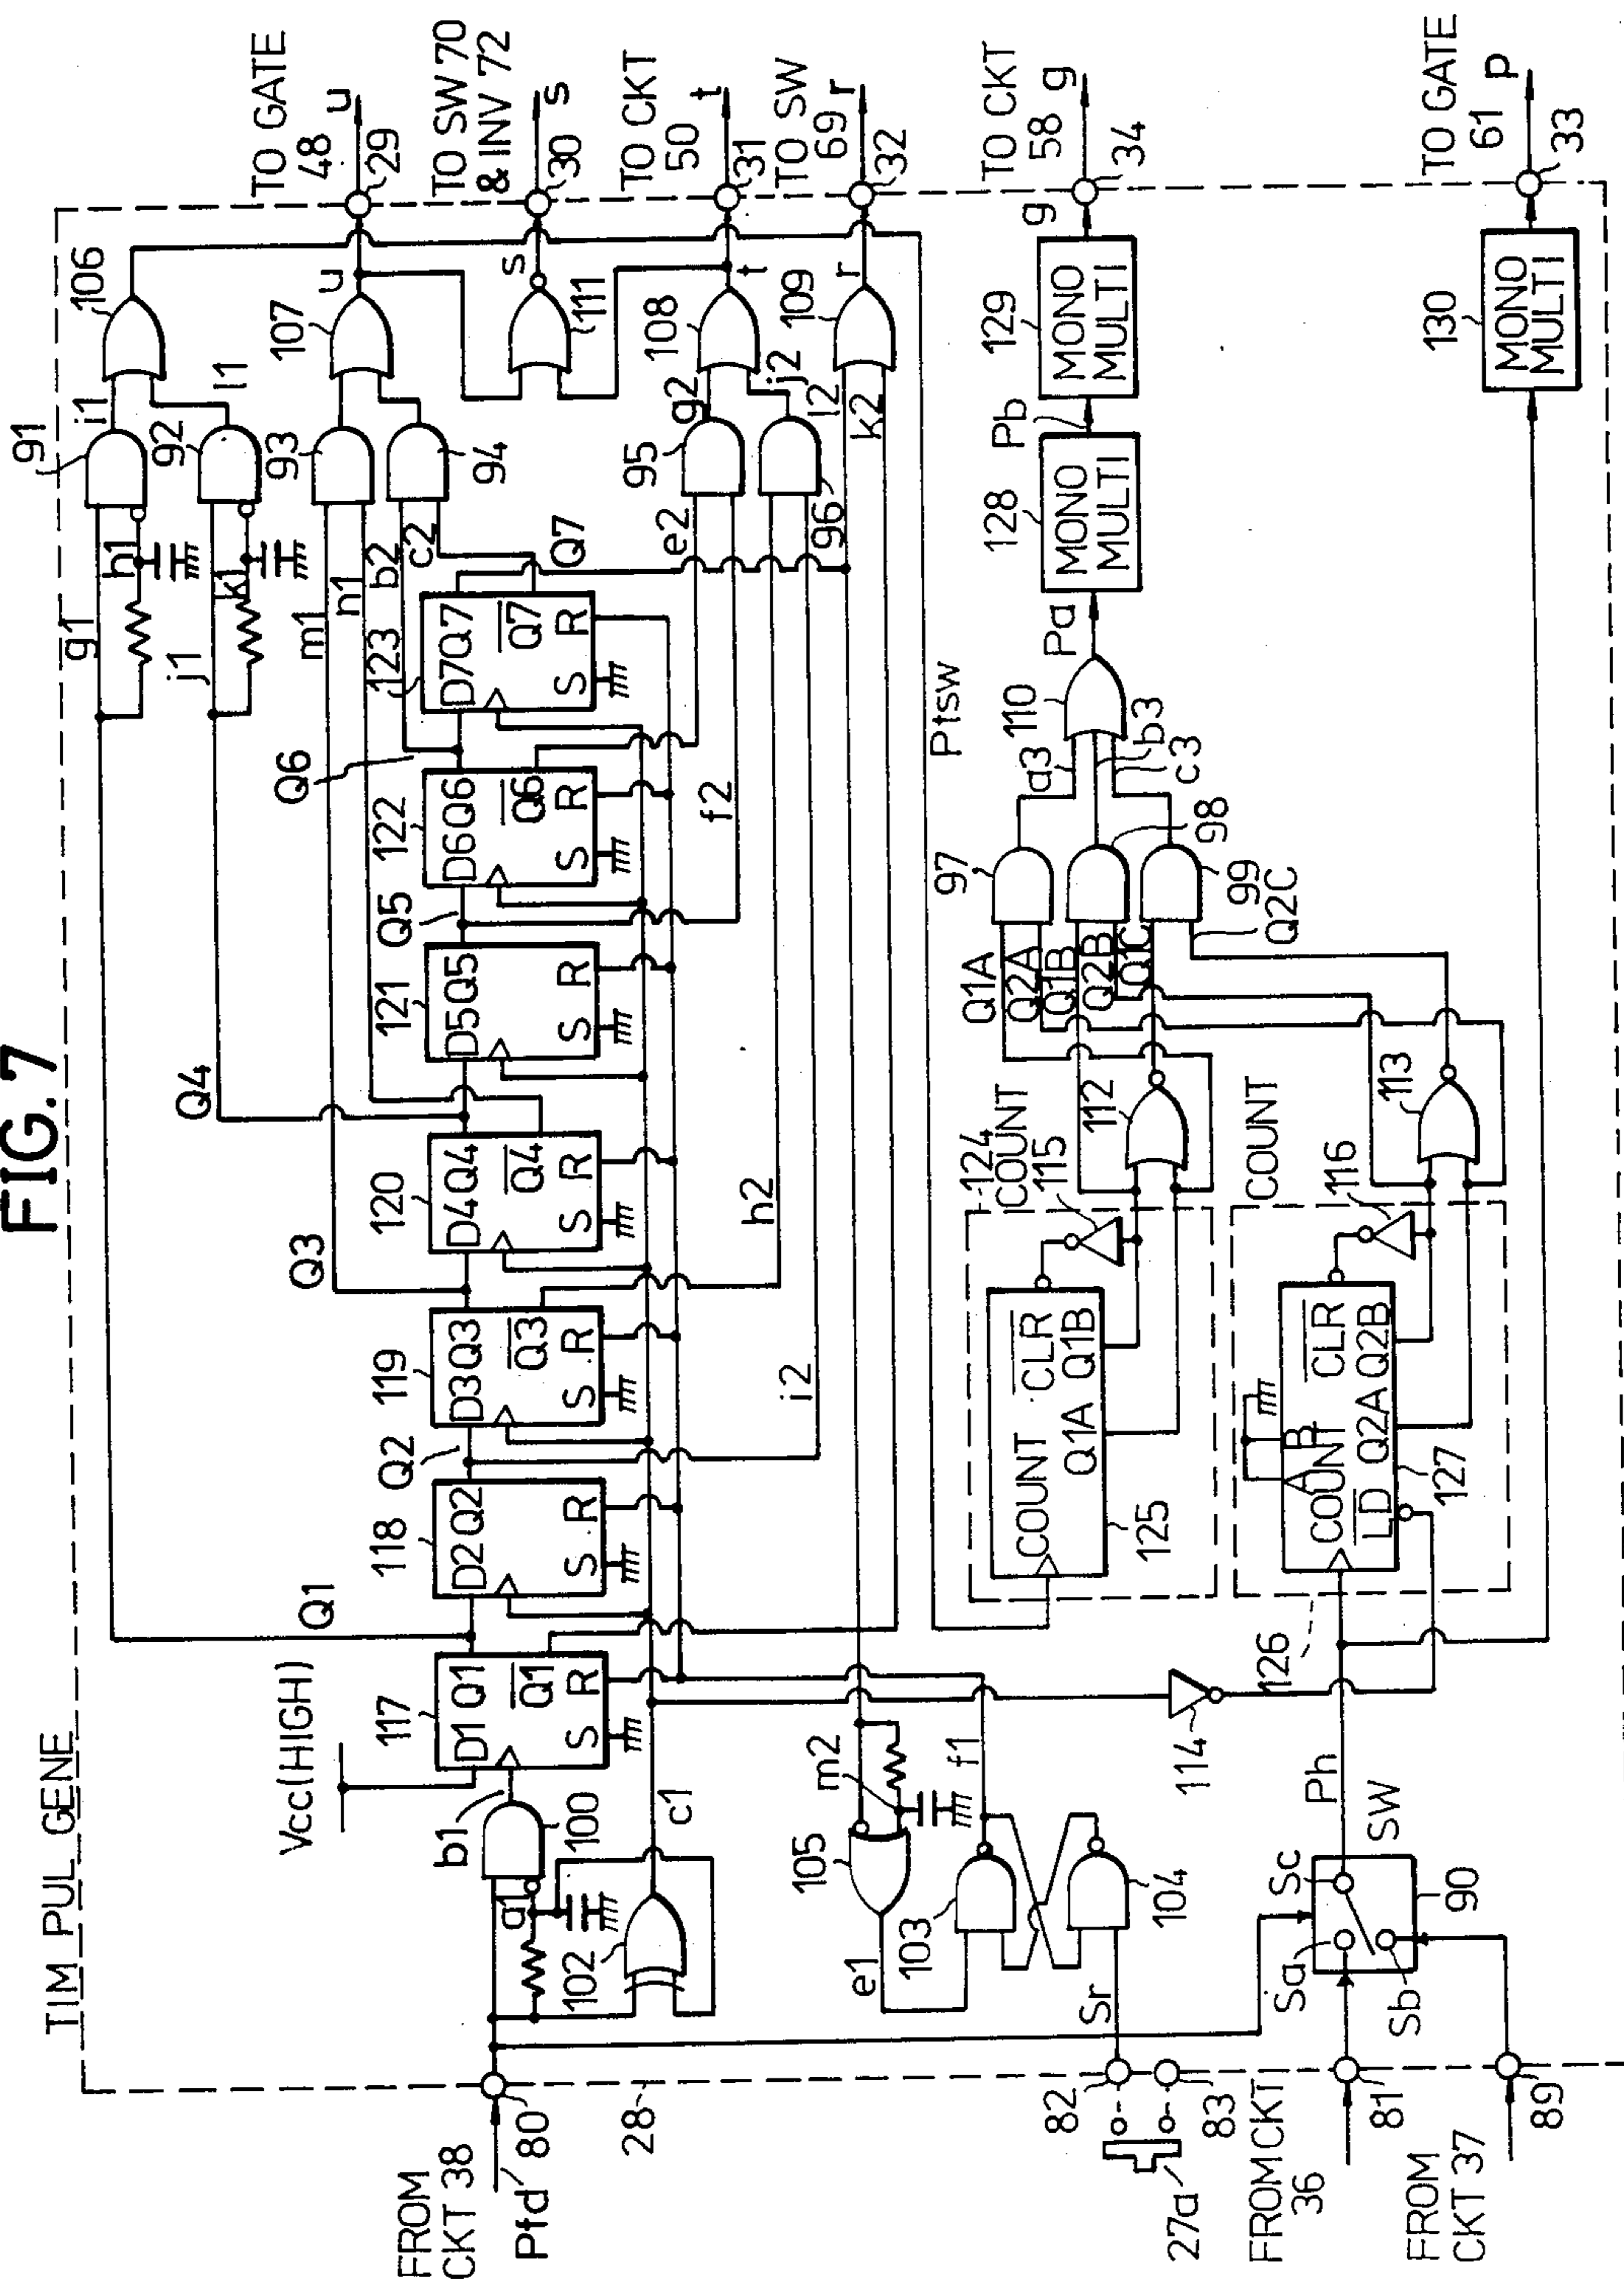 FIG. 7
TIM PUL GENE
Vcc(HIGH)
FROM
CKT 38
Pfd
80
28
a1
b1
100
102
c1
117
D1 Q1
Q1
S R
Q1
118
D2 Q2
S R
Q2
119
D3 Q3
Q3
S R
Q3
120
D4 Q4
Q4
S R
Q4
121
D5 Q5
S R
Q5
122
D6 Q6
Q6
S R
Q6
123
D7 Q7
Q7
S R
Q7
g1
h1
j1
k1
m1
n1
b2
c2
e2
f2
h2
i2
91
i1
92
l1
93
94
95
g2
96
j2
l2
k2
106
107
u
111
s
108
t
109
r
TO GATE
48
u
29
TO SW 70
& INV 72
s
30
TO CKT
50
t
31
TO SW
69
r
32
m2
105
e1
103
f1
104
Sr
82
83
27a
114
Ptsw
124
COUNT
115
COUNT
CLR
Q1A Q1B
125
112
126
COUNT
116
A
B
COUNT
CLR
LD Q2A Q2B
127
113
Q1A
Q2A
Q1B
Q2B
Q1C
Q2C
97
98
99
a3
b3
c3
110
Pa
128
MONO
MULTI
Pb
129
MONO
MULTI
g
TO CKT
58
g
34
FROM CKT
36
81
FROM
CKT 37
89
Sa
Sb
Sc
90
SW
Ph
130
MONO
MULTI
TO GATE
61
p
33